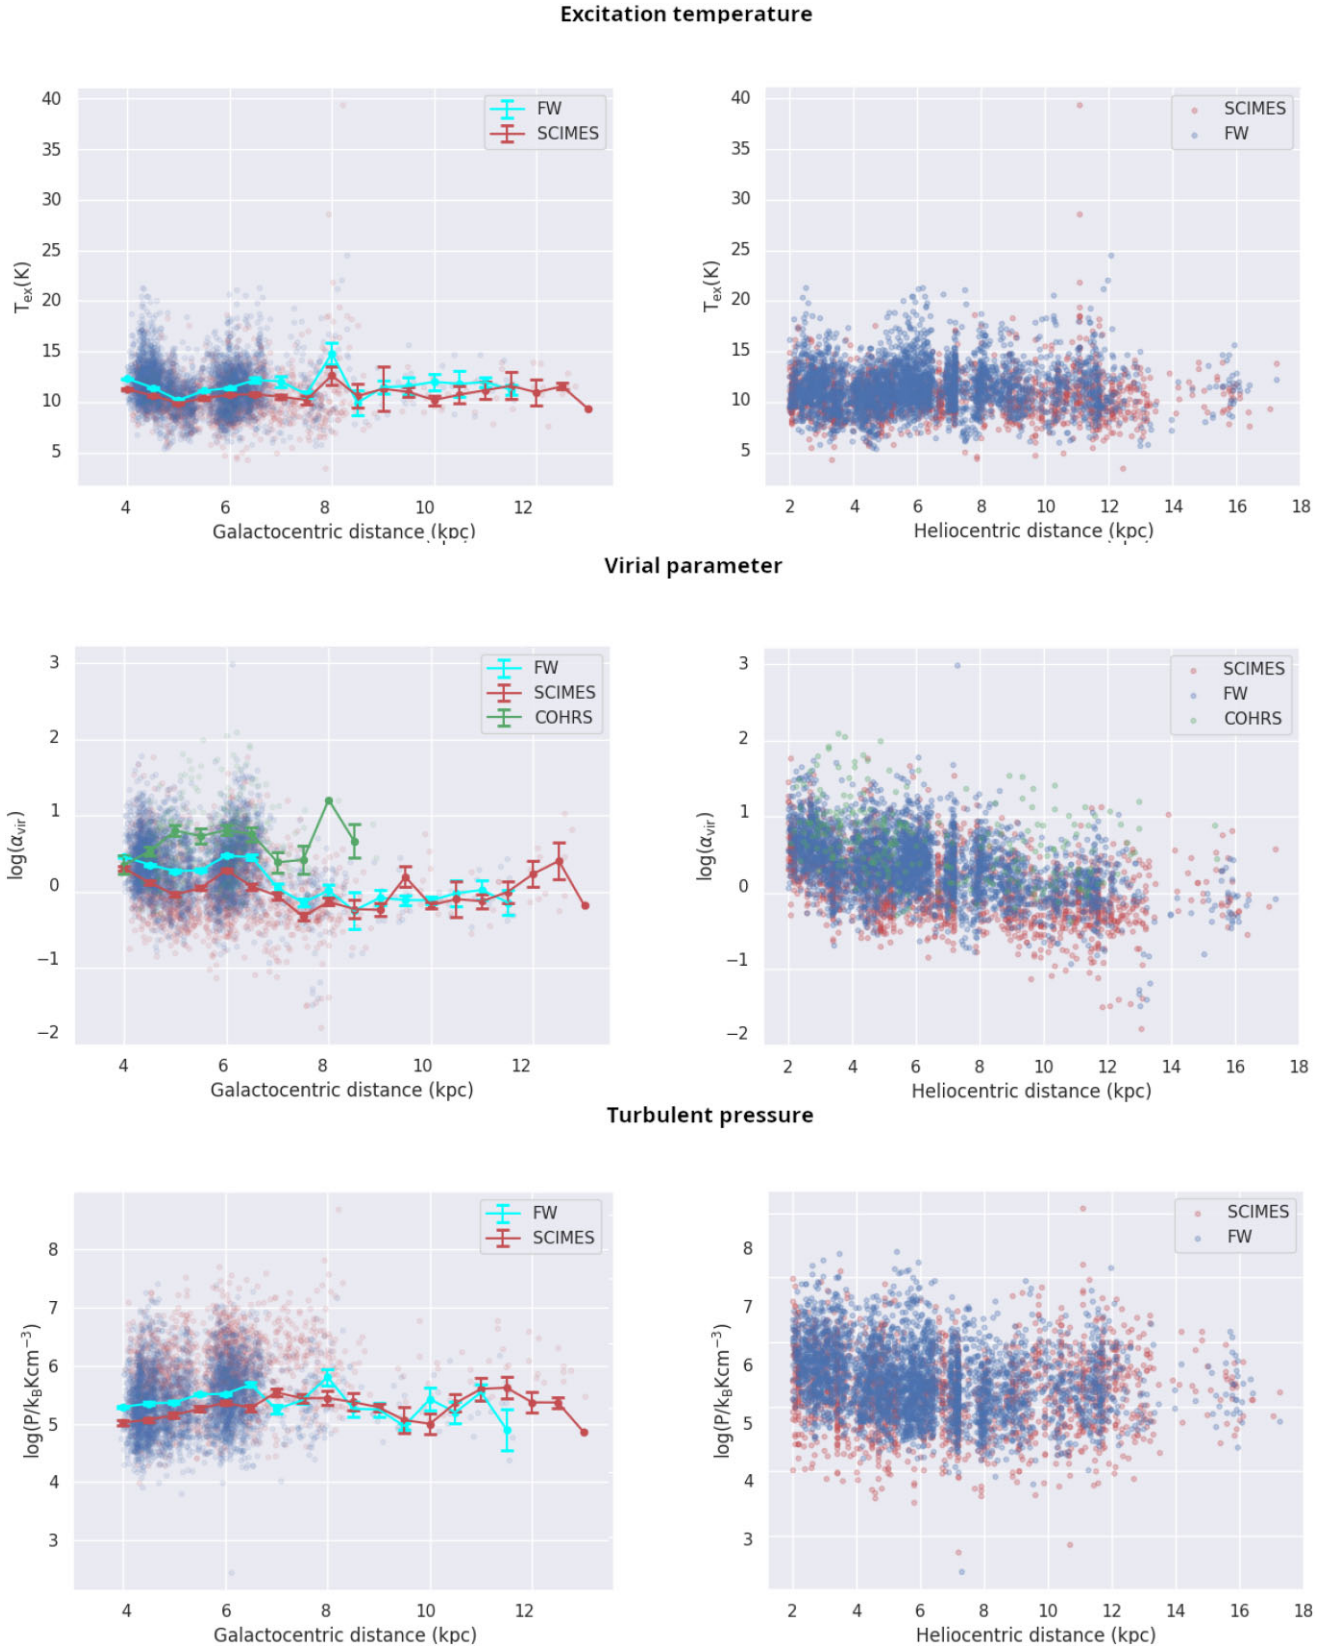 Excitation temperature
40
35
30
25
20
15
10
5
T_ex(K)
FW
SCIMES
4 6 8 10 12
Galactocentric distance (kpc)
40
35
30
25
20
15
10
5
T_ex(K)
SCIMES
FW
2 4 6 8 10 12 14 16 18
Heliocentric distance (kpc)
Virial parameter
3
2
1
0
−1
−2
log(α_vir)
FW
SCIMES
COHRS
4 6 8 10 12
Galactocentric distance (kpc)
3
2
1
0
−1
−2
log(α_vir)
SCIMES
FW
COHRS
2 4 6 8 10 12 14 16 18
Heliocentric distance (kpc)
Turbulent pressure
8
7
6
5
4
3
log(P/k_BKcm⁻³)
FW
SCIMES
4 6 8 10 12
Galactocentric distance (kpc)
8
7
6
5
4
3
log(P/k_BKcm⁻³)
SCIMES
FW
2 4 6 8 10 12 14 16 18
Heliocentric distance (kpc)